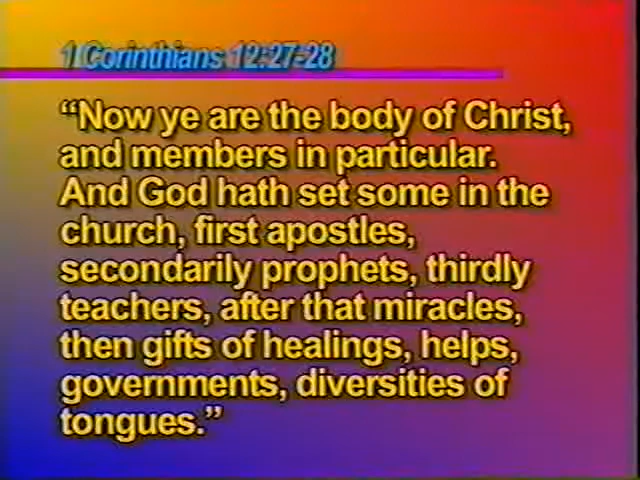 1 Corinthians 12:27-28
“Now ye are the body of Christ,
and members in particular.
And God hath set some in the
church, first apostles,
secondarily prophets, thirdly
teachers, after that miracles,
then gifts of healings, helps,
governments, diversities of
tongues.”